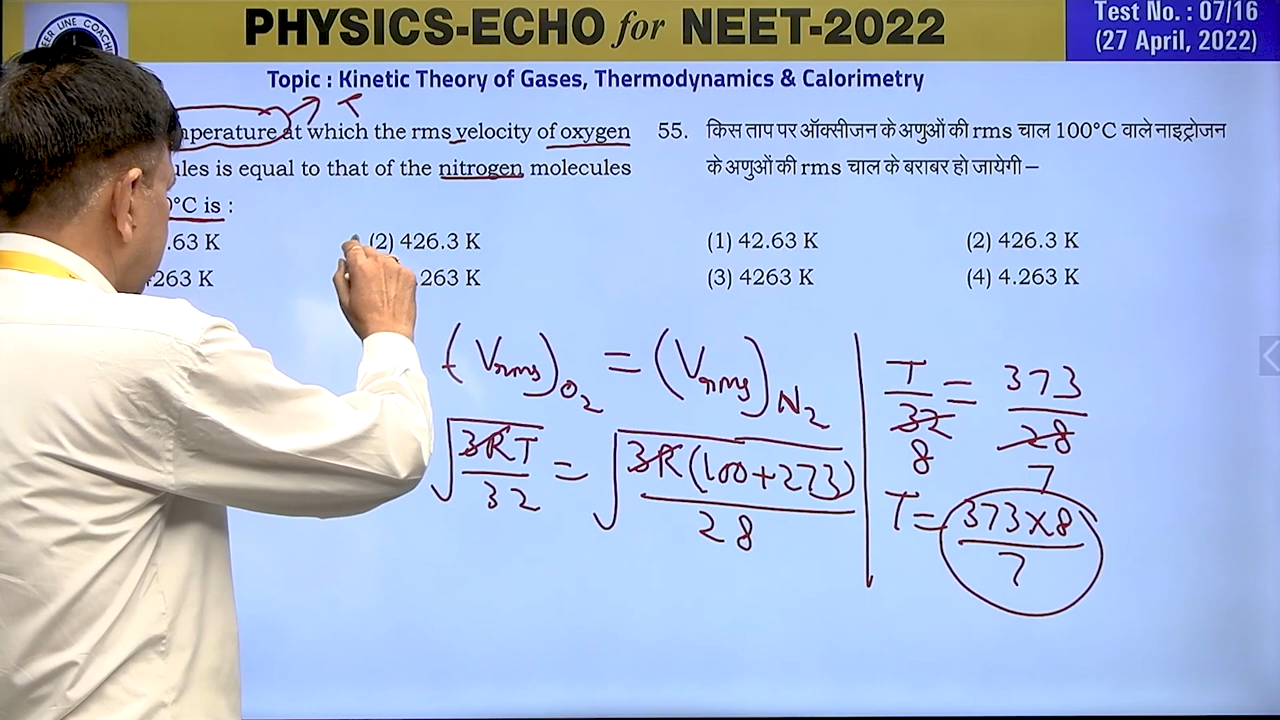 PHYSICS-ECHO for NEET-2022
Test No. : 07/16
(27 April, 2022)
Topic : Kinetic Theory of Gases, Thermodynamics & Calorimetry
T
at which the rms velocity of oxygen
is equal to that of the nitrogen molecules
°C is :
.63 K (2) 426.3 K
263 K .263 K
55. किस ताप पर ऑक्सीजन के अणुओं की rms चाल 100°C वाले नाइट्रोजन
के अणुओं की rms चाल के बराबर हो जायेगी –
(1) 42.63 K (2) 426.3 K
(3) 4263 K (4) 4.263 K
(Vrms)O2 = (Vrms)N2
√(3RT/32) = √(3R(100+273)/28)
T/32 = 373/28
8 7
T = 373×8/7